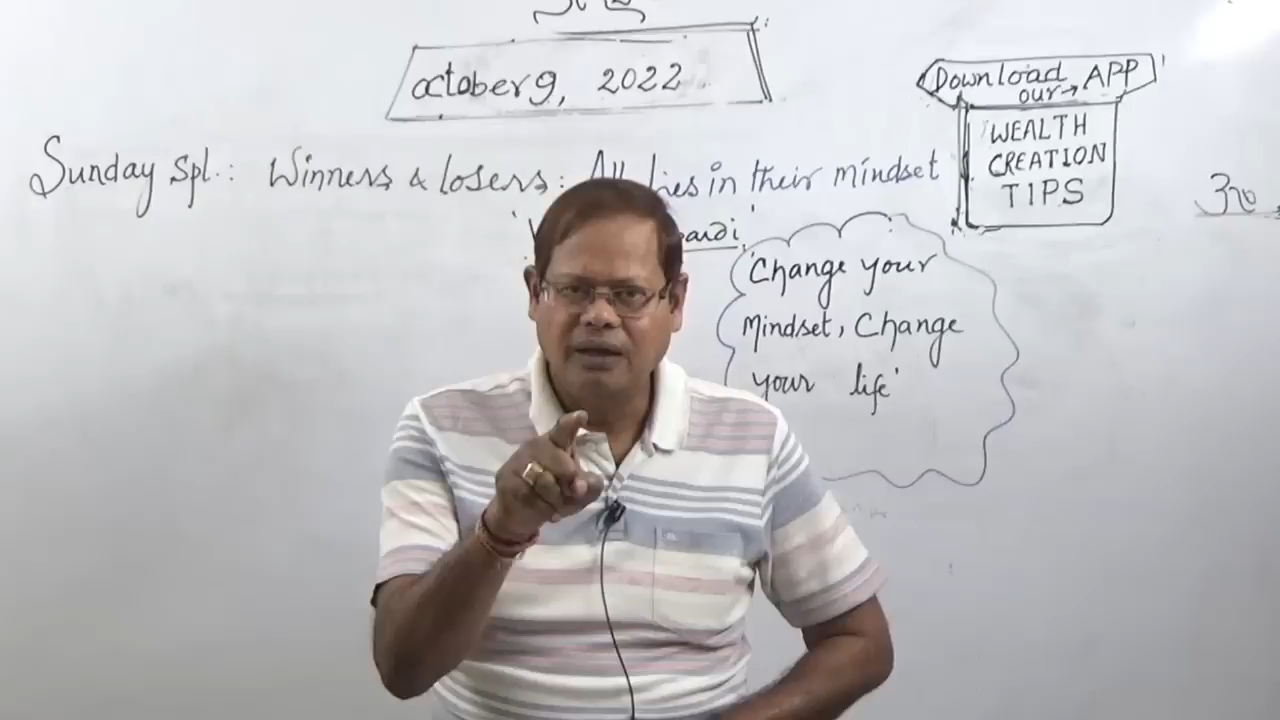 October 9, 2022
Download
our→ APP
WEALTH
CREATION
TIPS
Sunday Spl.: Winners & losers: All lies in their mindset
'Change your
Mindset, Change
your life'